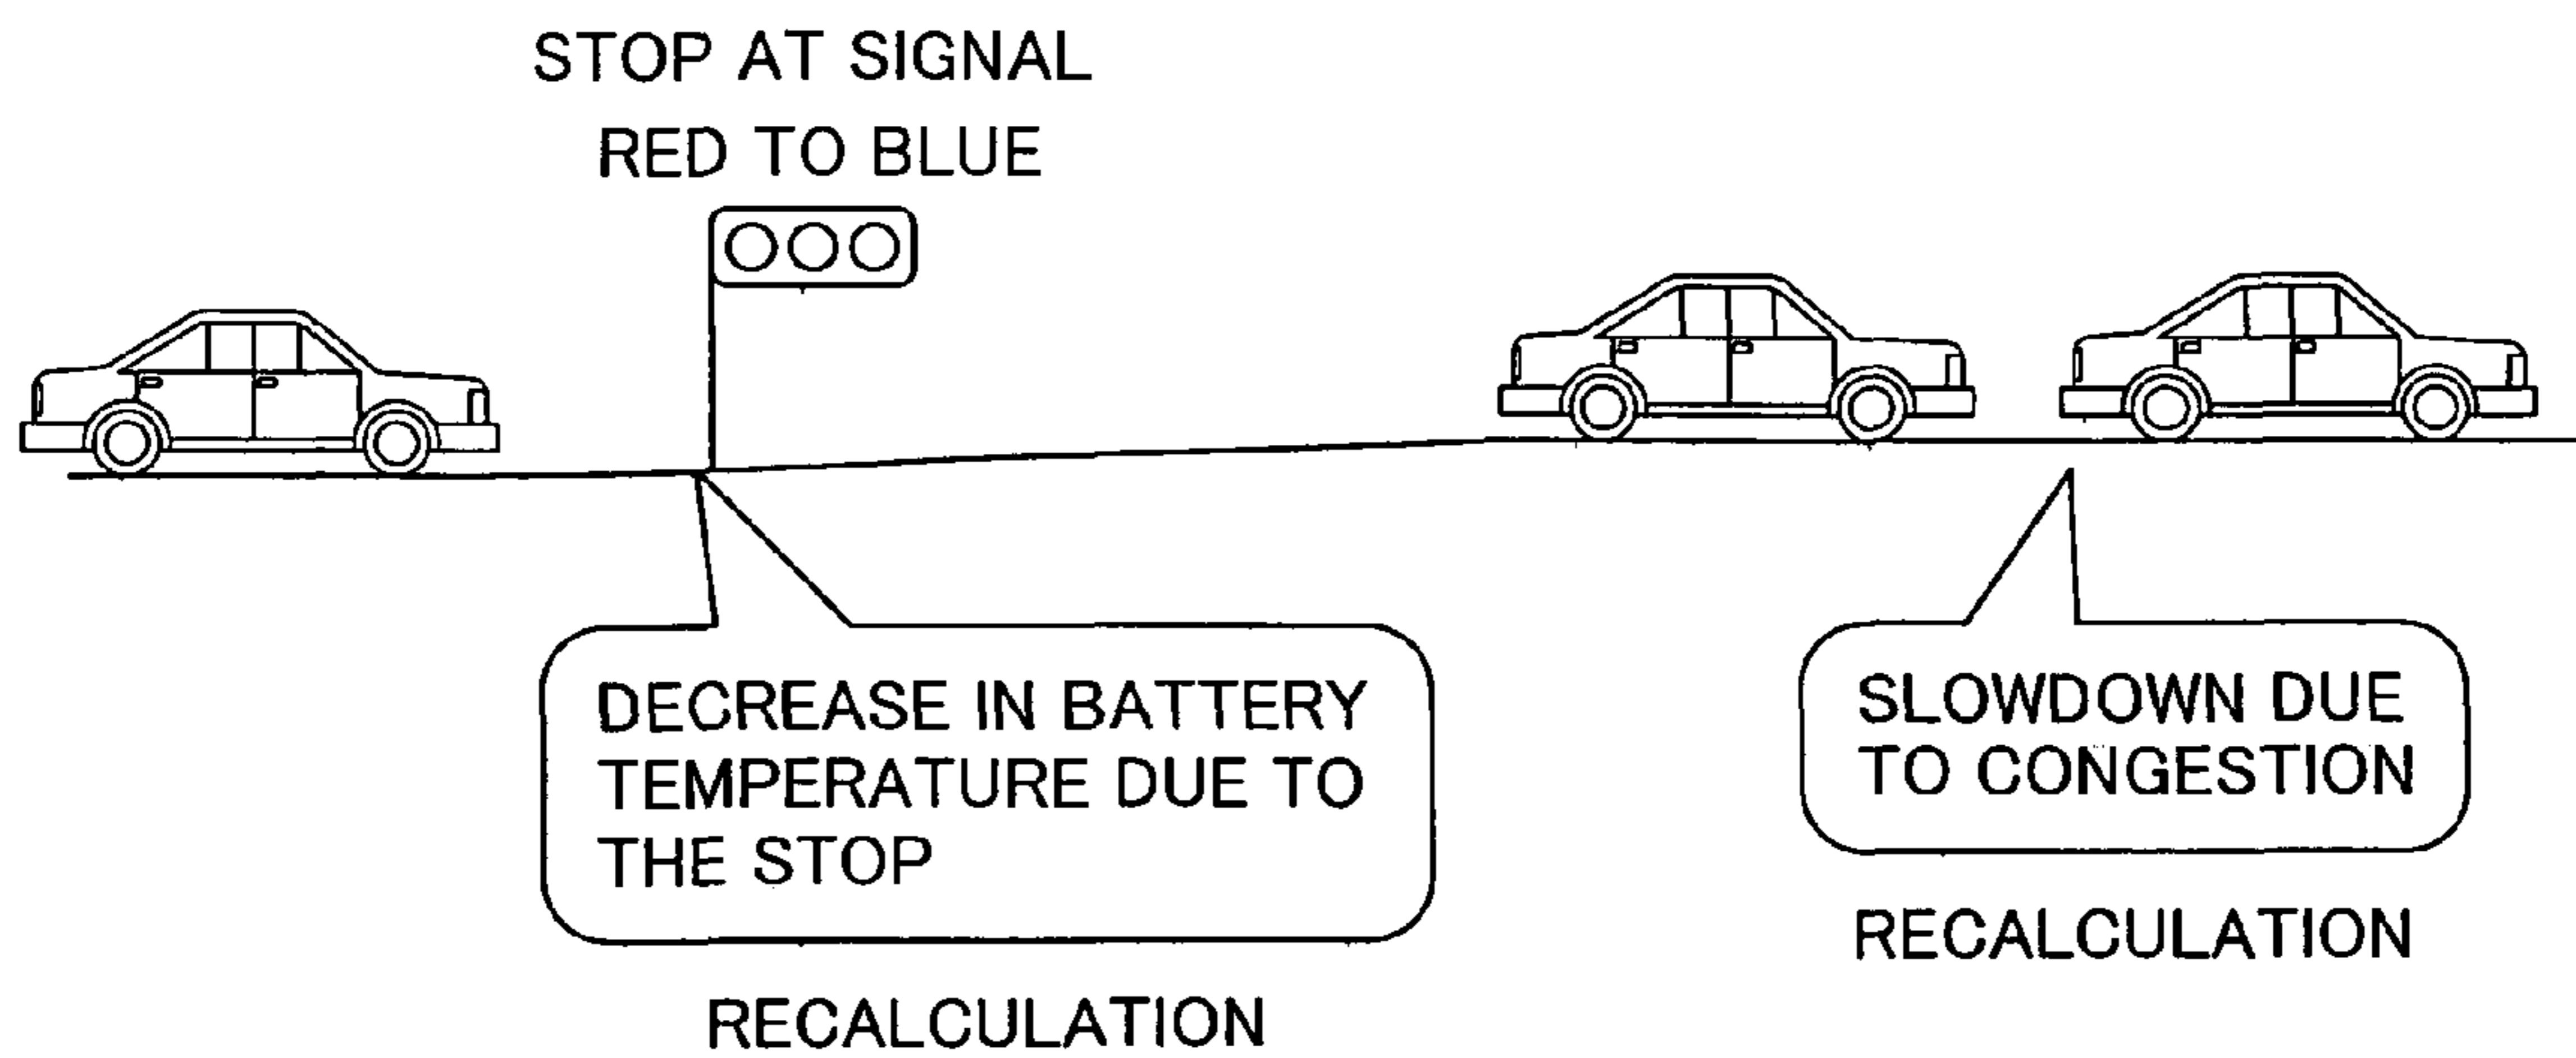 STOP AT SIGNAL
RED TO BLUE
DECREASE IN BATTERY
TEMPERATURE DUE TO
THE STOP
RECALCULATION
SLOWDOWN DUE
TO CONGESTION
RECALCULATION